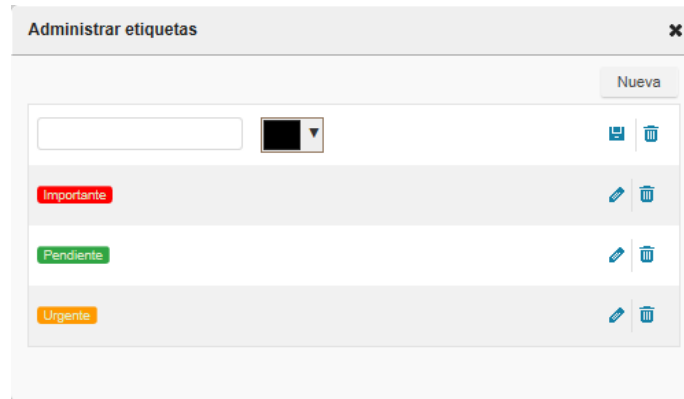 Administrar etiquetas
Nueva
Importante
Pendiente
Urgente